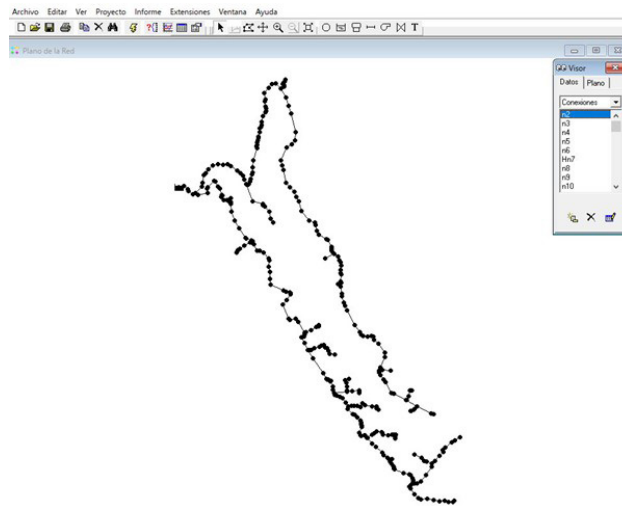 Archivo Editar Ver Proyecto Informe Extensiones Ventana Ayuda
T
Plano de la Red
Visor
Datos Plano
Conexiones
n2
n3
n4
n5
n6
Hn7
n8
n9
n10